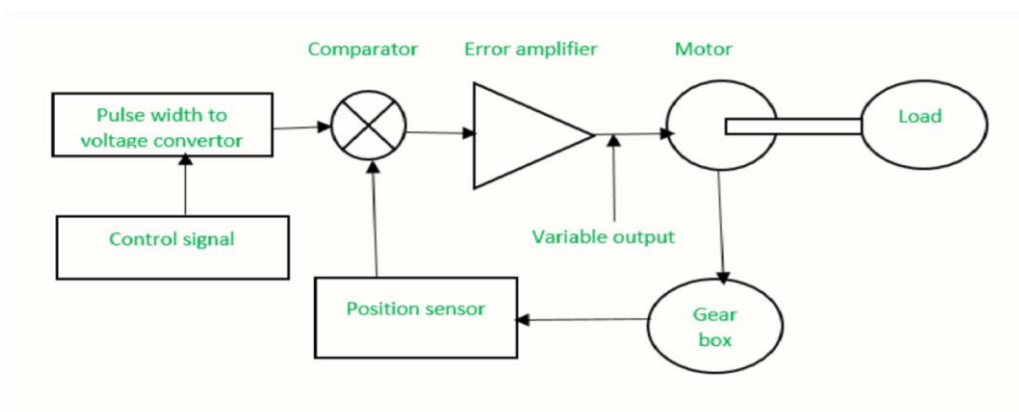 Comparator
Error amplifier
Motor
Pulse width to
voltage convertor
Load
Control signal
Variable output
Position sensor
Gear
box